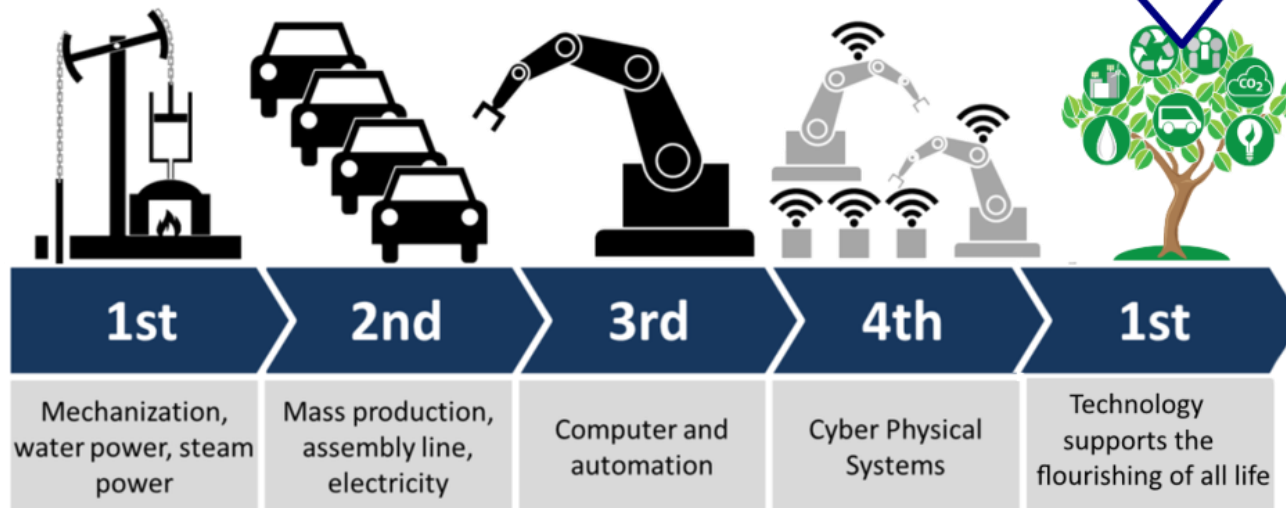 CO2
1st
2nd
3rd
4th
1st
Mechanization,
water power, steam
power
Mass production,
assembly line,
electricity
Computer and
automation
Cyber Physical
Systems
Technology
supports the
flourishing of all life